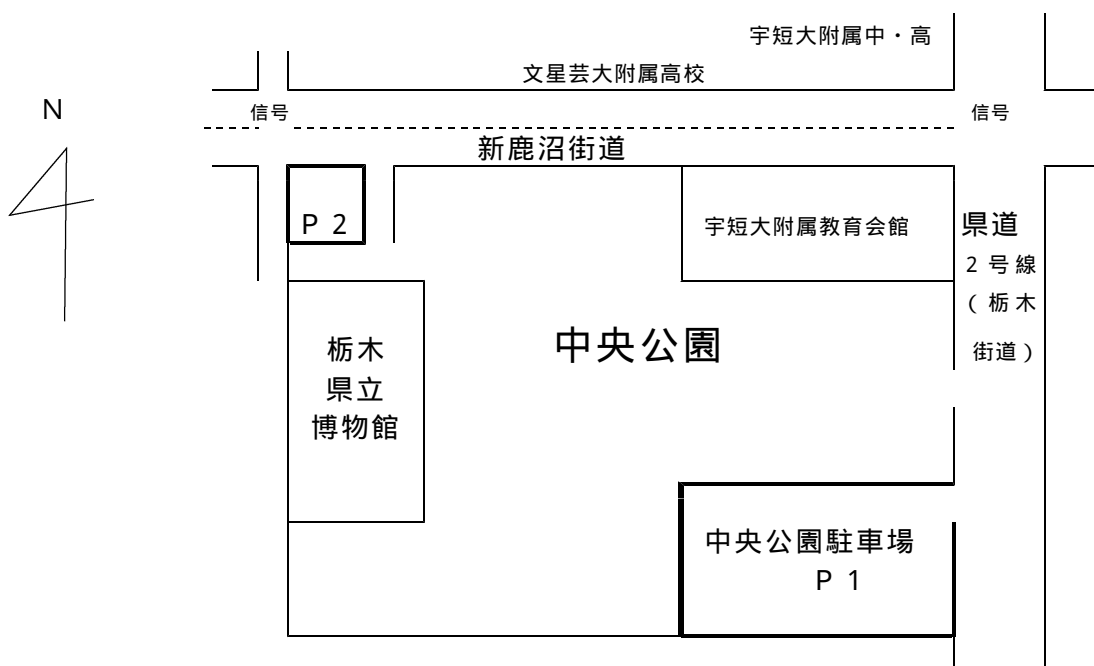 宇短大附属中・高
文星芸大附属高校
N
信号
信号
新鹿沼街道
P 2
宇短大附属教育会館
県道
2 号線
( 栃木
街道 )
中央公園
栃木
県立
博物館
中央公園駐車場
P 1